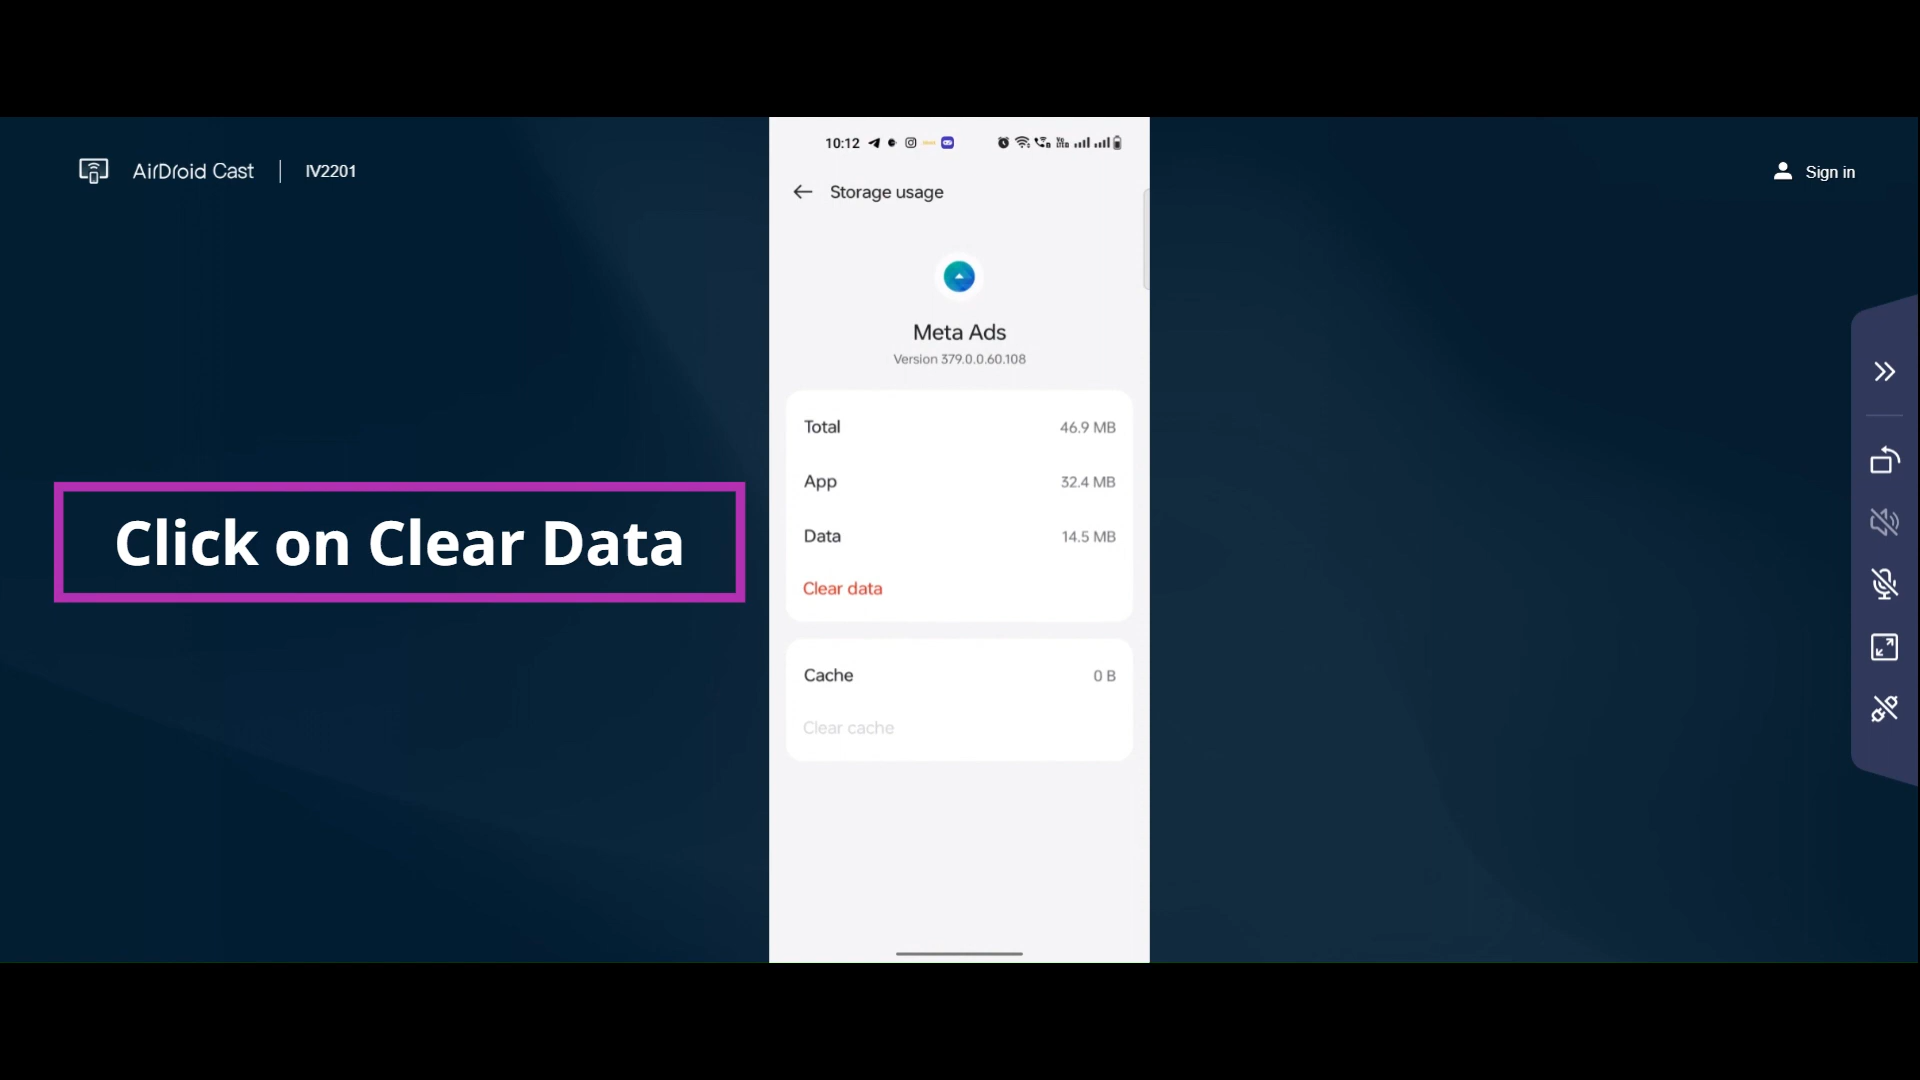 AirDroid Cast | IV2201
Sign in
10:12
Storage usage
Meta Ads
Version 379.0.0.60.108
Total 46.9 MB
App 32.4 MB
Data 14.5 MB
Clear data
Cache 0 B
Clear cache
Click on Clear Data